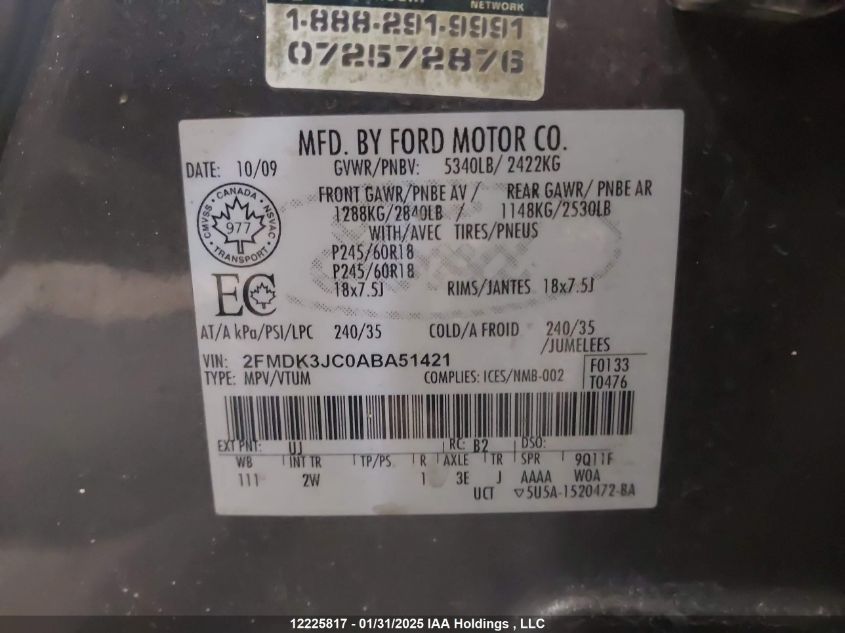 NETWORK
1-888-291-9991
072572876
MFD. BY FORD MOTOR CO.
DATE: 10/09 GVWR/PNBV: 5340LB/ 2422KG
FRONT GAWR/PNBE AV / REAR GAWR/ PNBE AR
1288KG/2840LB / 1148KG/2530LB
WITH/AVEC TIRES/PNEUS
CANADA
CMVSS 977 NSVAC
TRANSPORT
P245/60R18
P245/60R18
18x7.5J RIMS/JANTES 18x7.5J
EC
AT/A kPa/PSI/LPC 240/35 COLD/A FROID 240/35
/JUMELEES
VIN: 2FMDK3JC0ABA51421 F0133
TYPE: MPV/VTUM COMPLIES: ICES/NMB-002 T0476
EXT PNT: UJ RC: B2 DSO:
WB INT TR TP/PS R AXLE TR SPR 9Q11F
111 2W 1 3E J AAAA W0A
UCT ▽5U5A-1520472-BA
12225817 - 01/31/2025 IAA Holdings , LLC